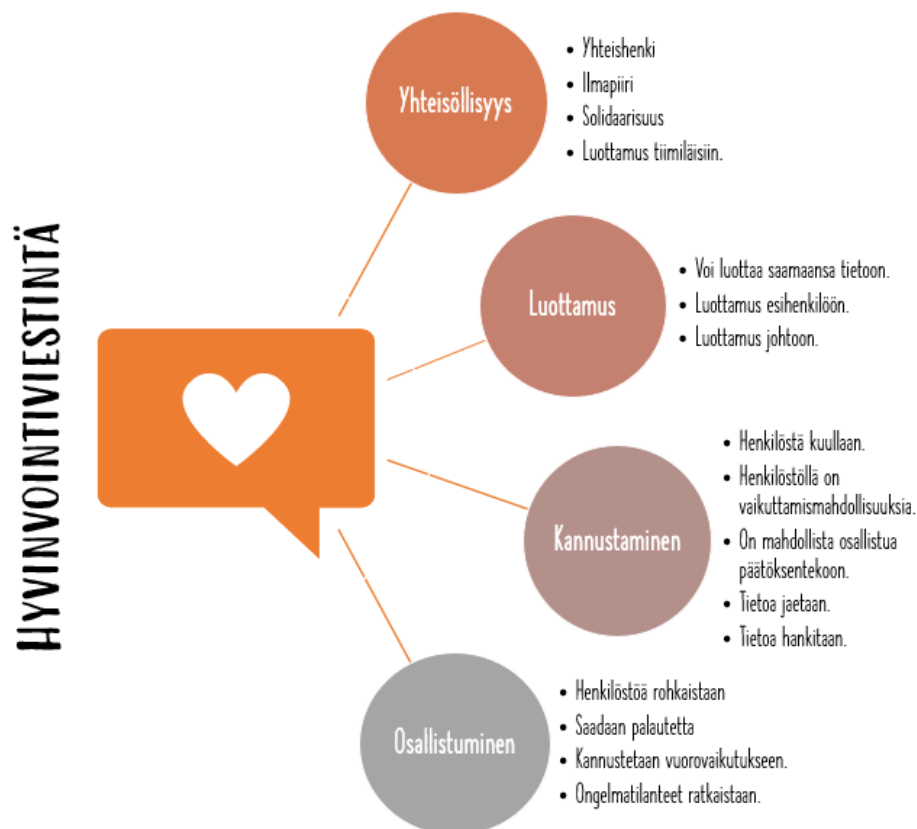 HYVINVOINTIVIESTINTÄ
Yhteisöllisyys
• Yhteishenki
• Ilmapiiri
• Solidaarisuus
• Luottamus tiimiläisiin.
Luottamus
• Voi luottaa saamaansa tietoon.
• Luottamus esihenkilöön.
• Luottamus johtoon.
Kannustaminen
• Henkilöstä kuullaan.
• Henkilöstöllä on
vaikuttamismahdollisuuksia.
• On mahdollista osallistua
päätöksentekoon.
• Tietoa jaetaan.
• Tietoa hankitaan.
Osallistuminen
• Henkilöstöä rohkaistaan
• Saadaan palautetta
• Kannustetaan vuorovaikutukseen.
• Ongelmatilanteet ratkaistaan.